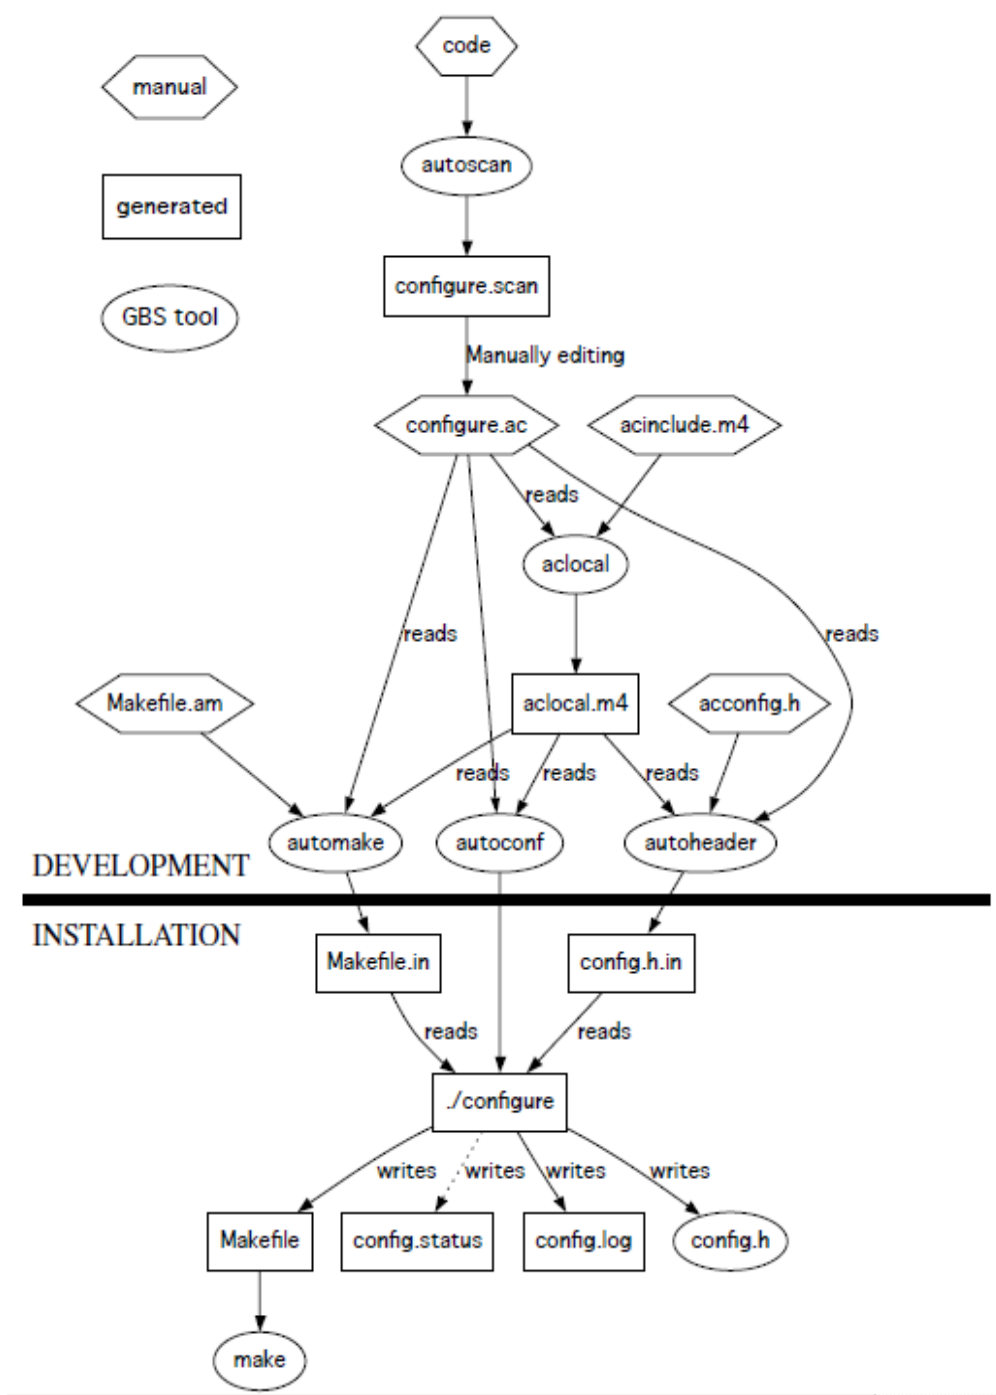 code
manual
autoscan
generated
configure.scan
GBS tool
Manually editing
configure.ac
acinclude.m4
reads
aclocal
reads
reads
Makefile.am
aclocal.m4
acconfig.h
reads
reads
reads
automake
autoconf
autoheader
DEVELOPMENT
INSTALLATION
Makefile.in
config.h.in
reads
reads
./configure
writes
writes
writes
writes
Makefile
config.status
config.log
config.h
make